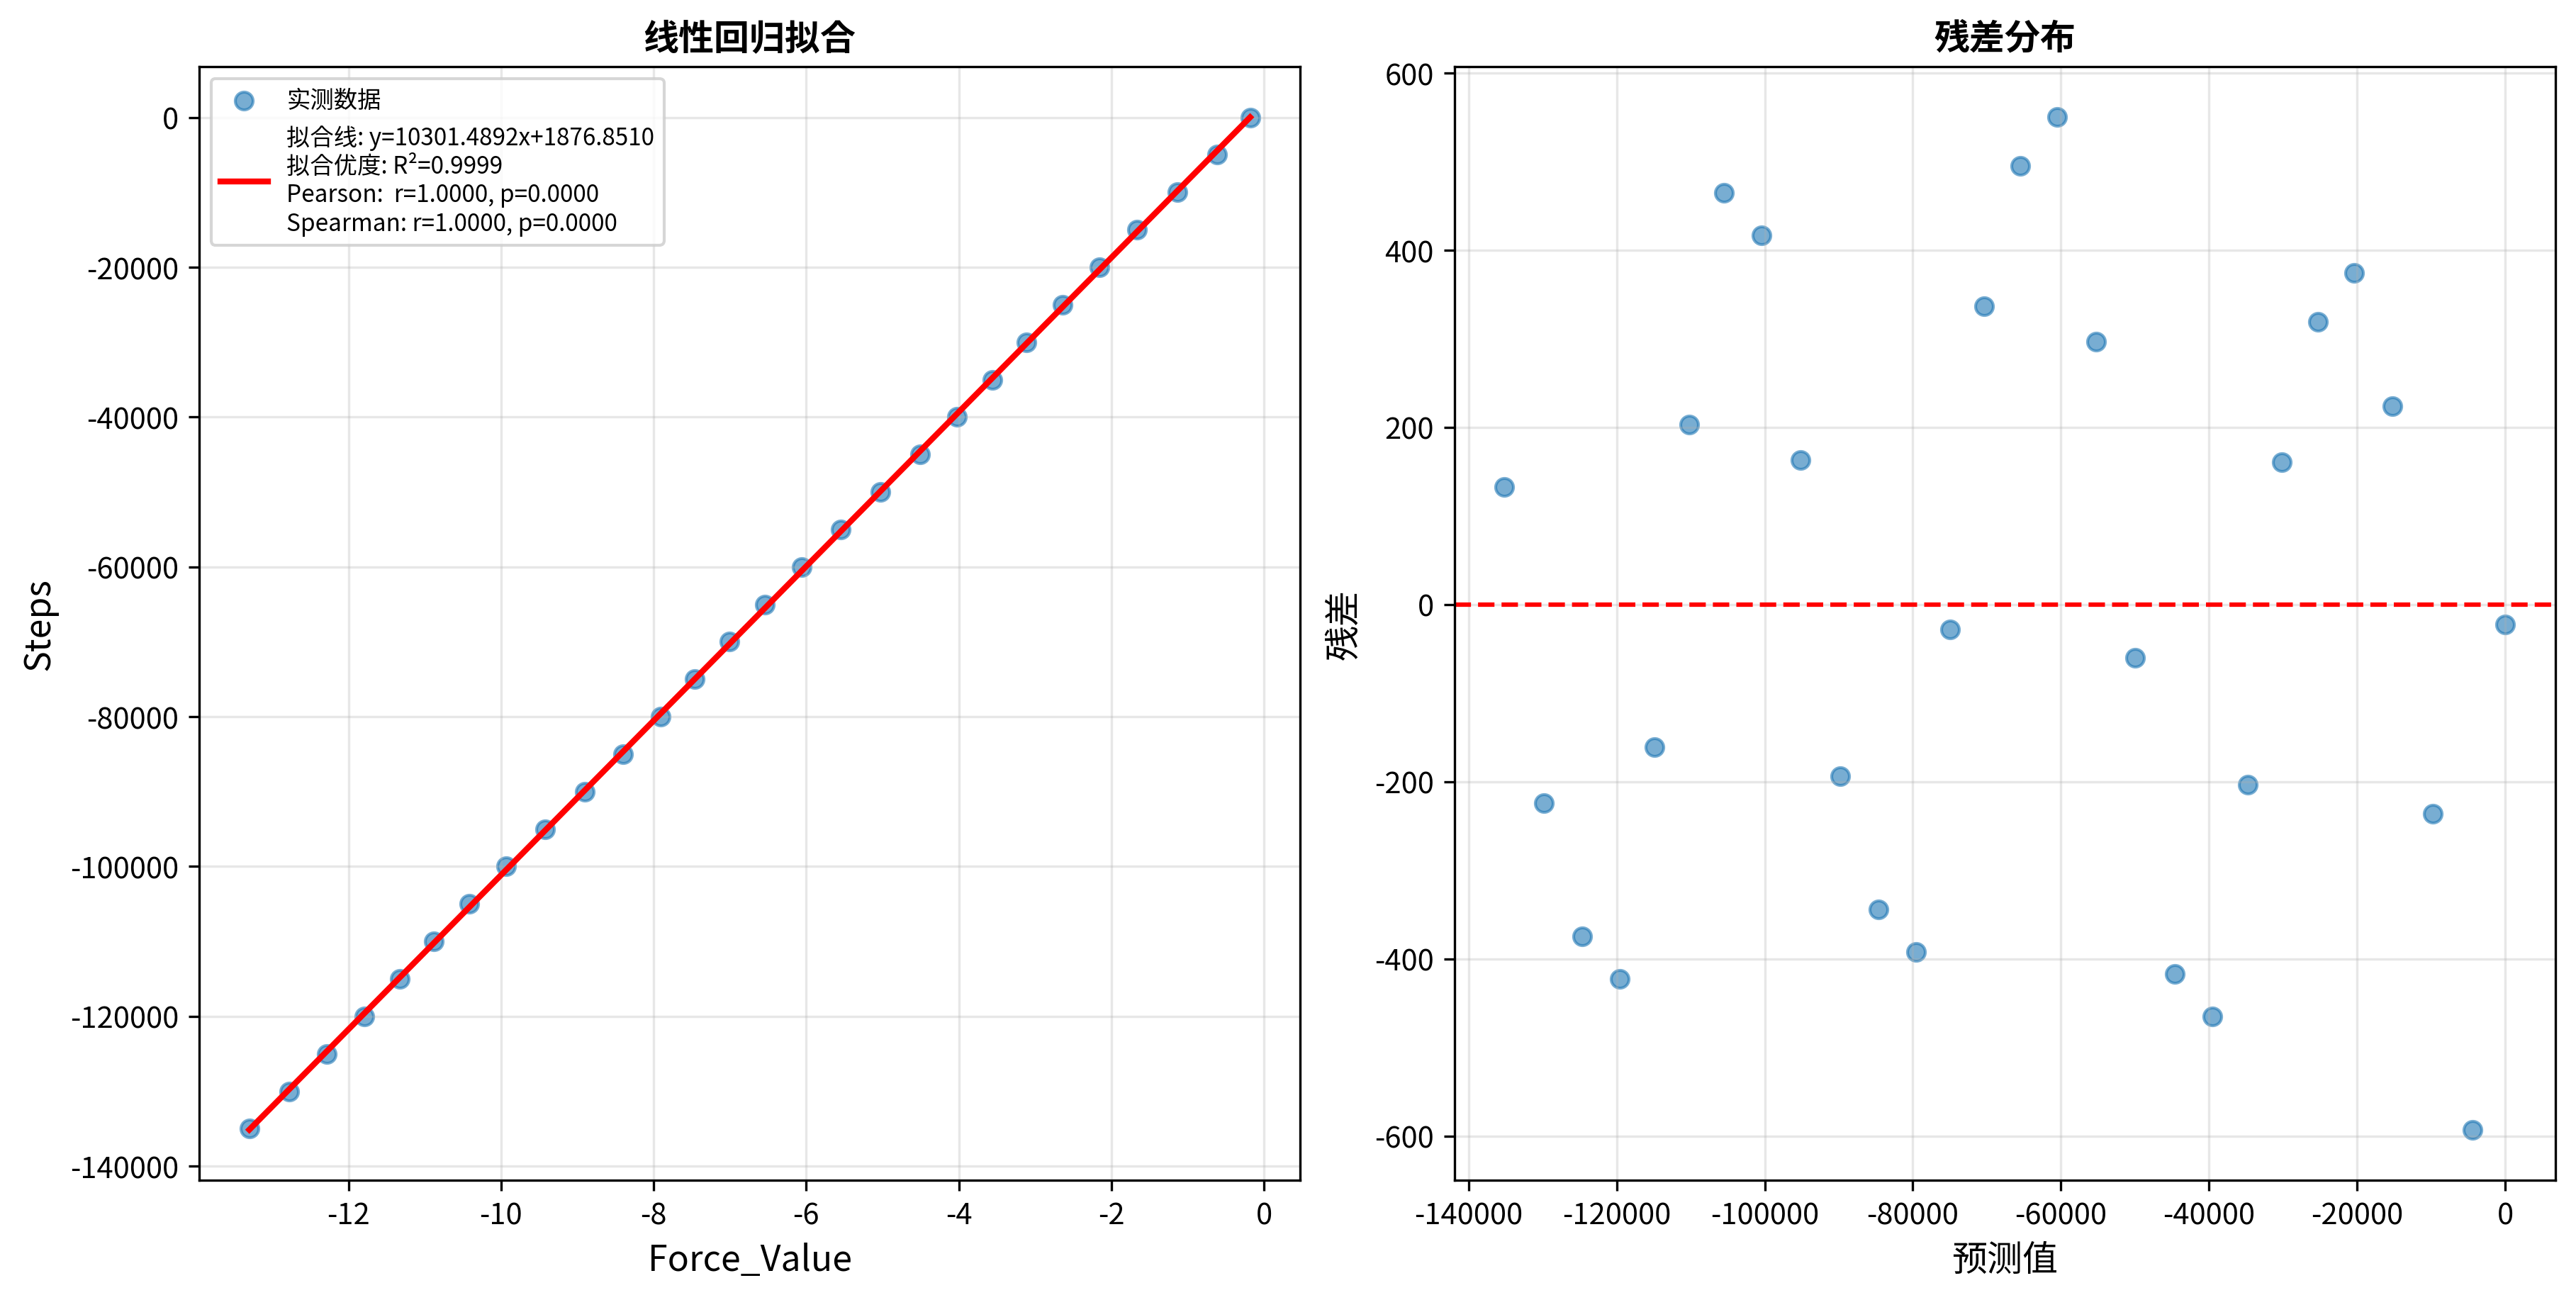 线性回归拟合
实测数据
拟合线: y=10301.4892x+1876.8510
拟合优度: R²=0.9999
Pearson:  r=1.0000, p=0.0000
Spearman: r=1.0000, p=0.0000
0
-20000
-40000
-60000
-80000
-100000
-120000
-140000
Steps
-12 -10 -8 -6 -4 -2 0
Force_Value
残差分布
600
400
200
0
-200
-400
-600
残差
-140000 -120000 -100000 -80000 -60000 -40000 -20000 0
预测值